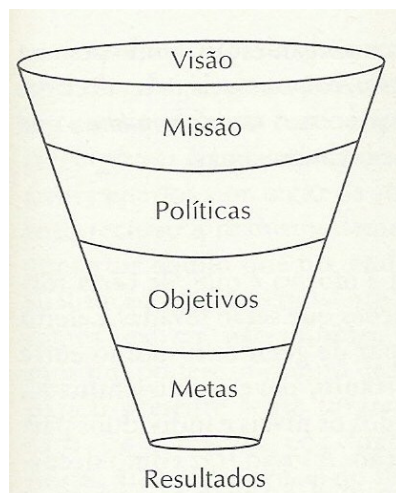 Visão
Missão
Políticas
Objetivos
Metas
Resultados